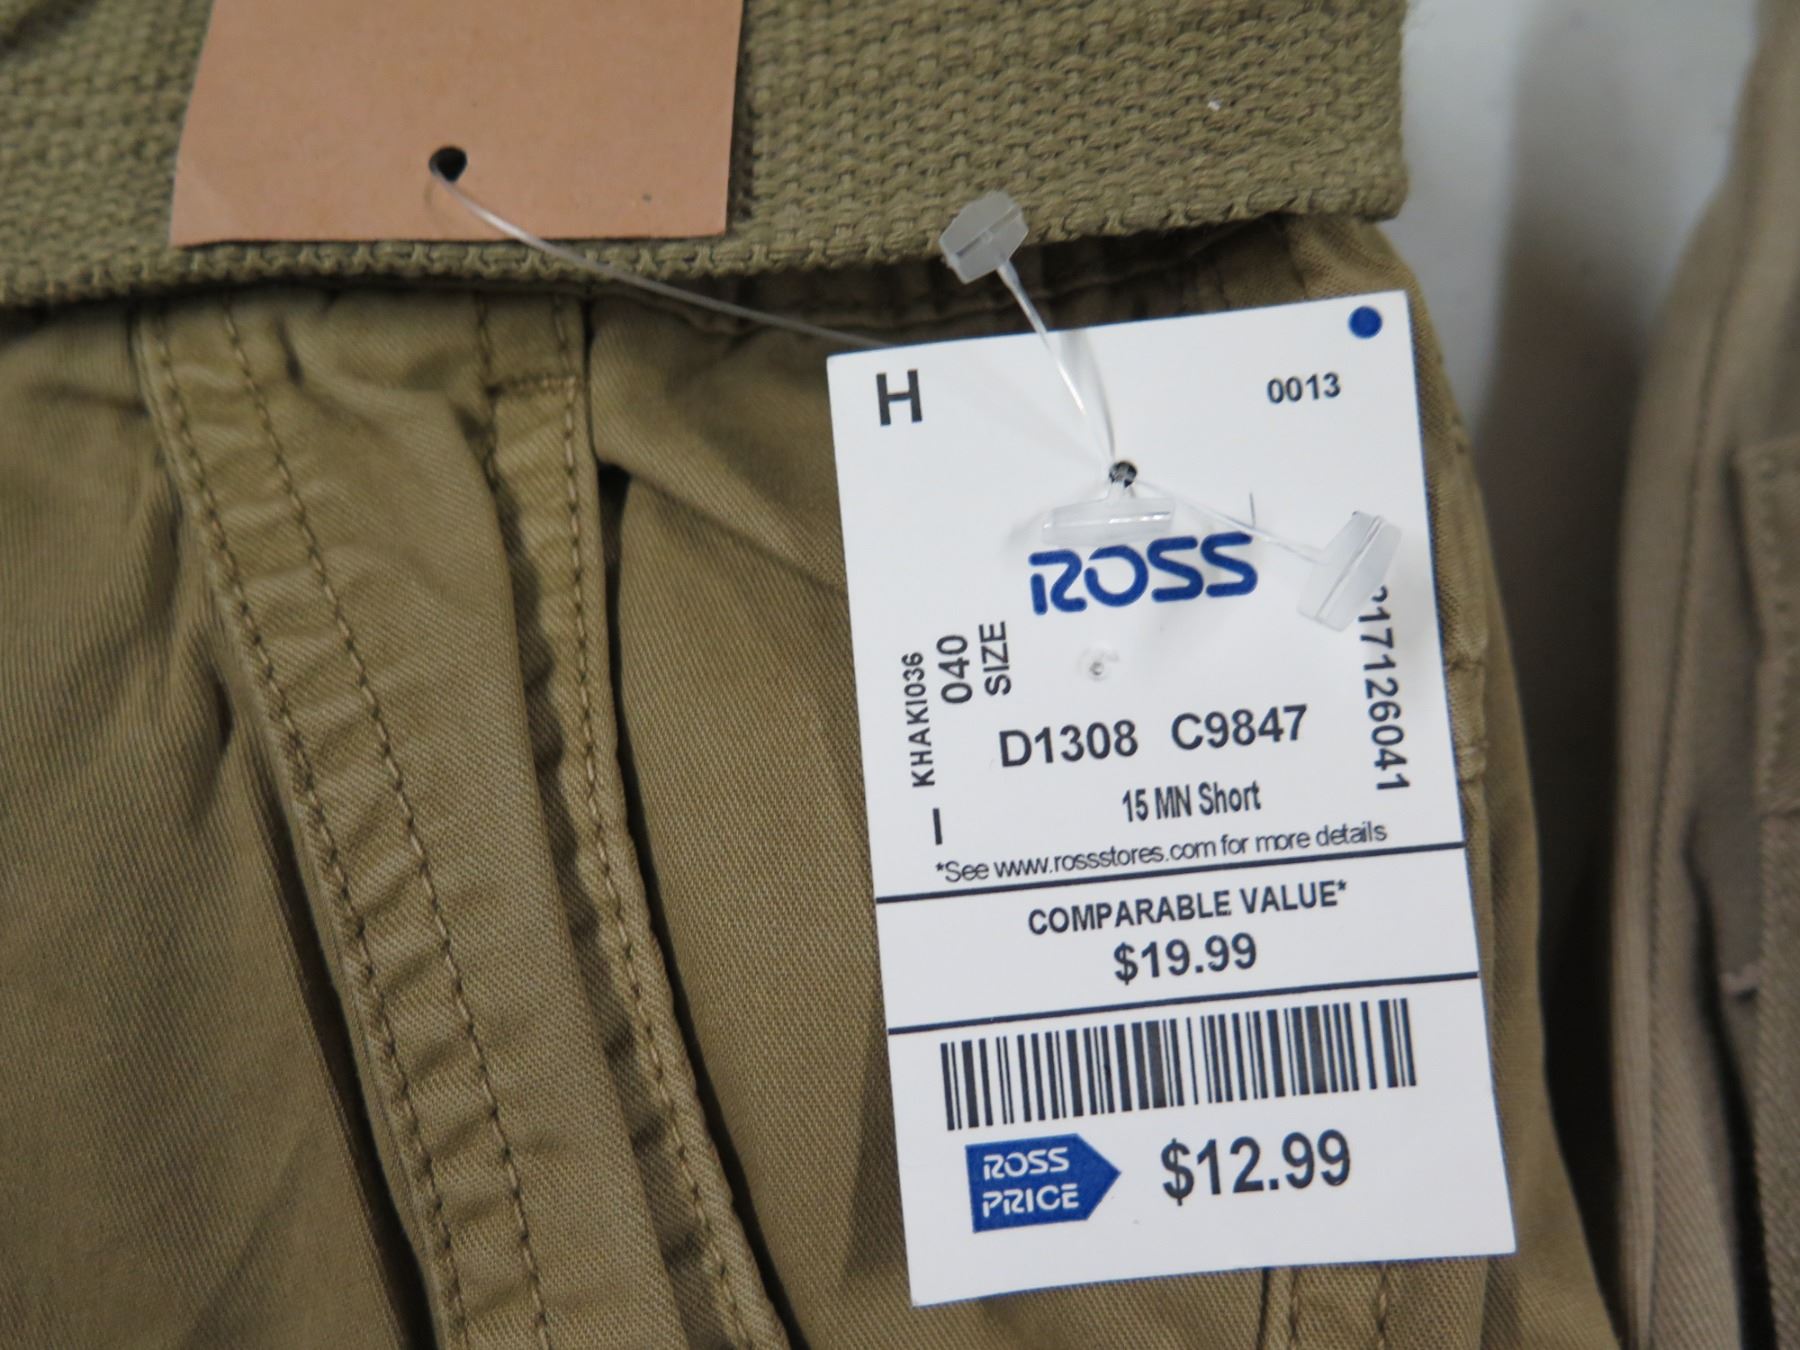 H
0013
ROSS
KHAKI036
040
SIZE
I
D1308 C9847
15 MN Short
*See www.rossstores.com for more details
COMPARABLE VALUE*
$19.99
ROSS
PRICE
$12.99